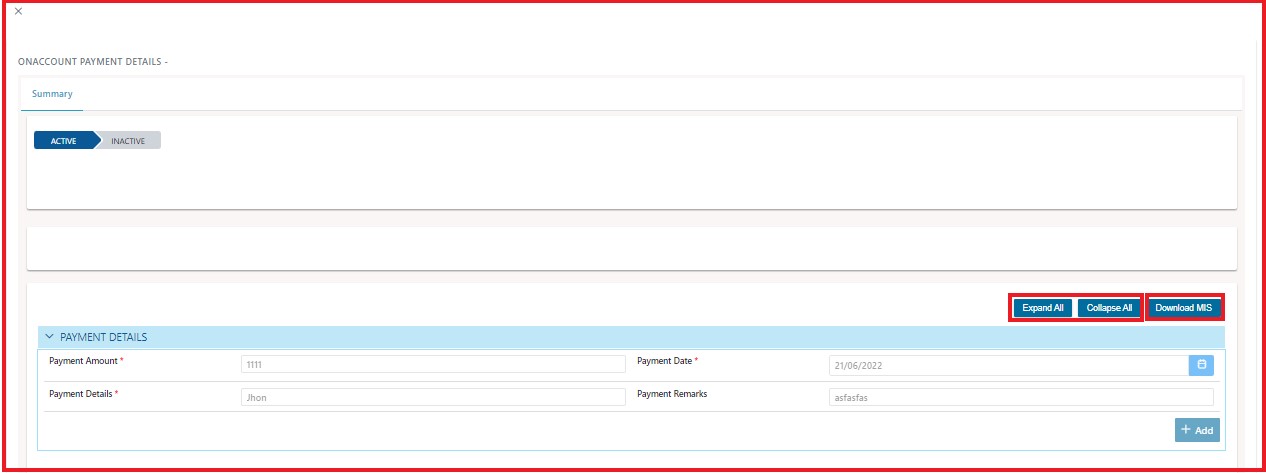 ONACCOUNT PAYMENT DETAILS -
Summary
ACTIVE INACTIVE
Expand All Collapse All Download MIS
PAYMENT DETAILS
Payment Amount * 1111 Payment Date * 21/06/2022
Payment Details * Jhon Payment Remarks asfasfas
+ Add